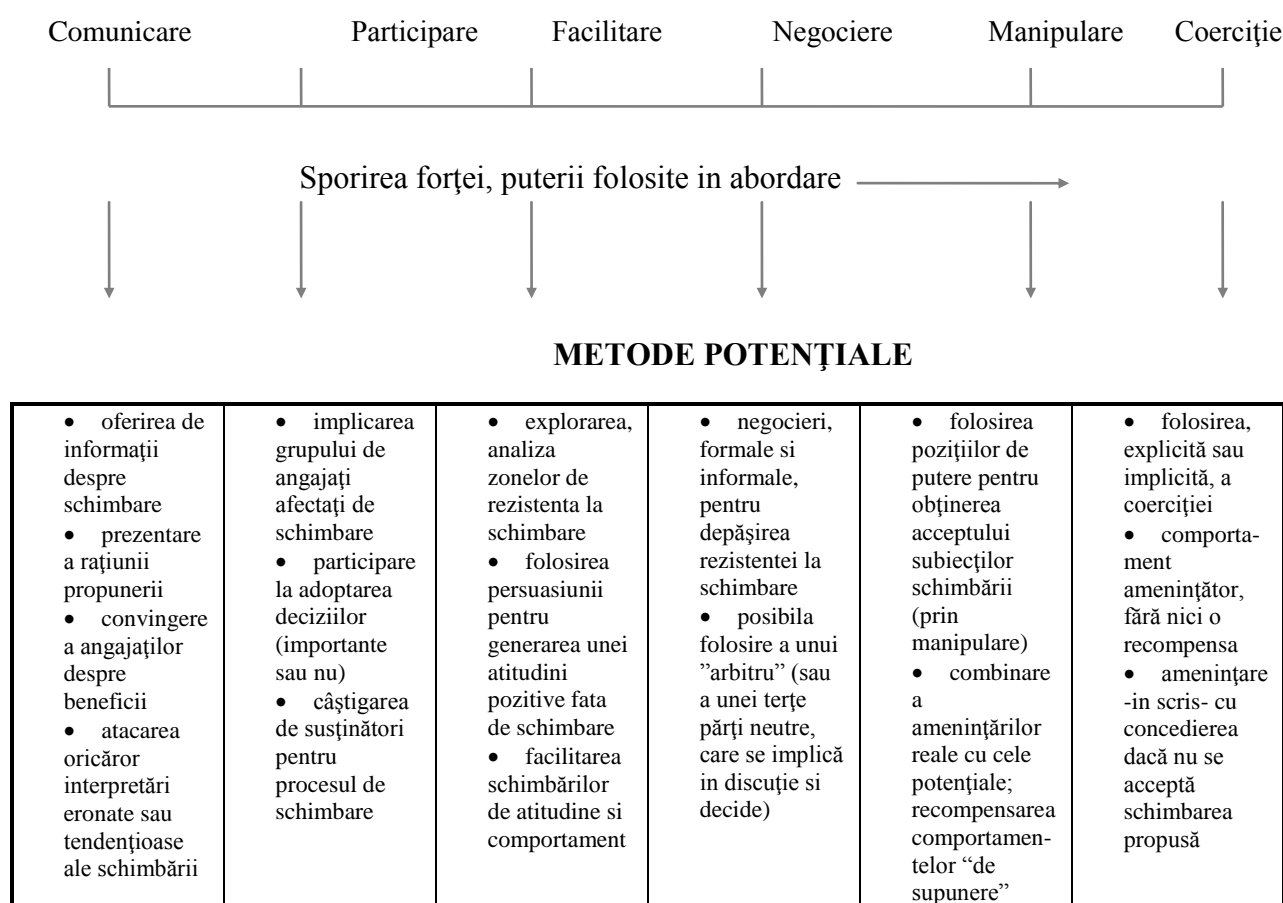 Comunicare Participare Facilitare Negociere Manipulare Coerciţie
Sporirea forţei, puterii folosite in abordare
METODE POTENŢIALE
• oferirea de
informaţii
despre
schimbare
• prezentare
a raţiunii
propunerii
• convingere
a angajaţilor
despre
beneficii
• atacarea
oricăror
interpretări
eronate sau
tendenţioase
ale schimbării
• implicarea
grupului de
angajaţi
afectaţi de
schimbare
• participare
la adoptarea
deciziilor
(importante
sau nu)
• câştigarea
de susţinători
pentru
procesul de
schimbare
• explorarea,
analiza
zonelor de
rezistenta la
schimbare
• folosirea
persuasiunii
pentru
generarea unei
atitudini
pozitive fata
de schimbare
• facilitarea
schimbărilor
de atitudine si
comportament
• negocieri,
formale si
informale,
pentru
depăşirea
rezistentei la
schimbare
• posibila
folosire a unui
”arbitru” (sau
a unei terţe
părţi neutre,
care se implică
in discuţie si
decide)
• folosirea
poziţiilor de
putere pentru
obţinerea
acceptului
subiecţilor
schimbării
(prin
manipulare)
• combinare
a
ameninţărilor
reale cu cele
potenţiale;
recompensarea
comportamen-
telor “de
supunere”
• folosirea,
explicită sau
implicită, a
coerciţiei
• comporta-
ment
ameninţător,
fără nici o
recompensa
• ameninţare
-in scris- cu
concedierea
dacă nu se
acceptă
schimbarea
propusă